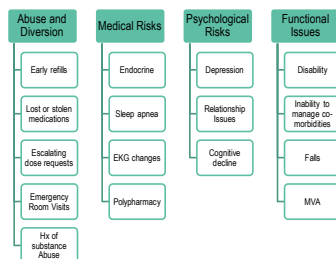 Abuse and
Diversion
Early refills
Lost or stolen
medications
Escalating
dose requests
Emergency
Room Visits
Hx of
substance
Abuse
Medical Risks
Endocrine
Sleep apnea
EKG changes
Polypharmacy
Psychological
Risks
Depression
Relationship
Issues
Cognitive
decline
Functional
Issues
Disability
Inability to
manage co-
morbidities
Falls
MVA